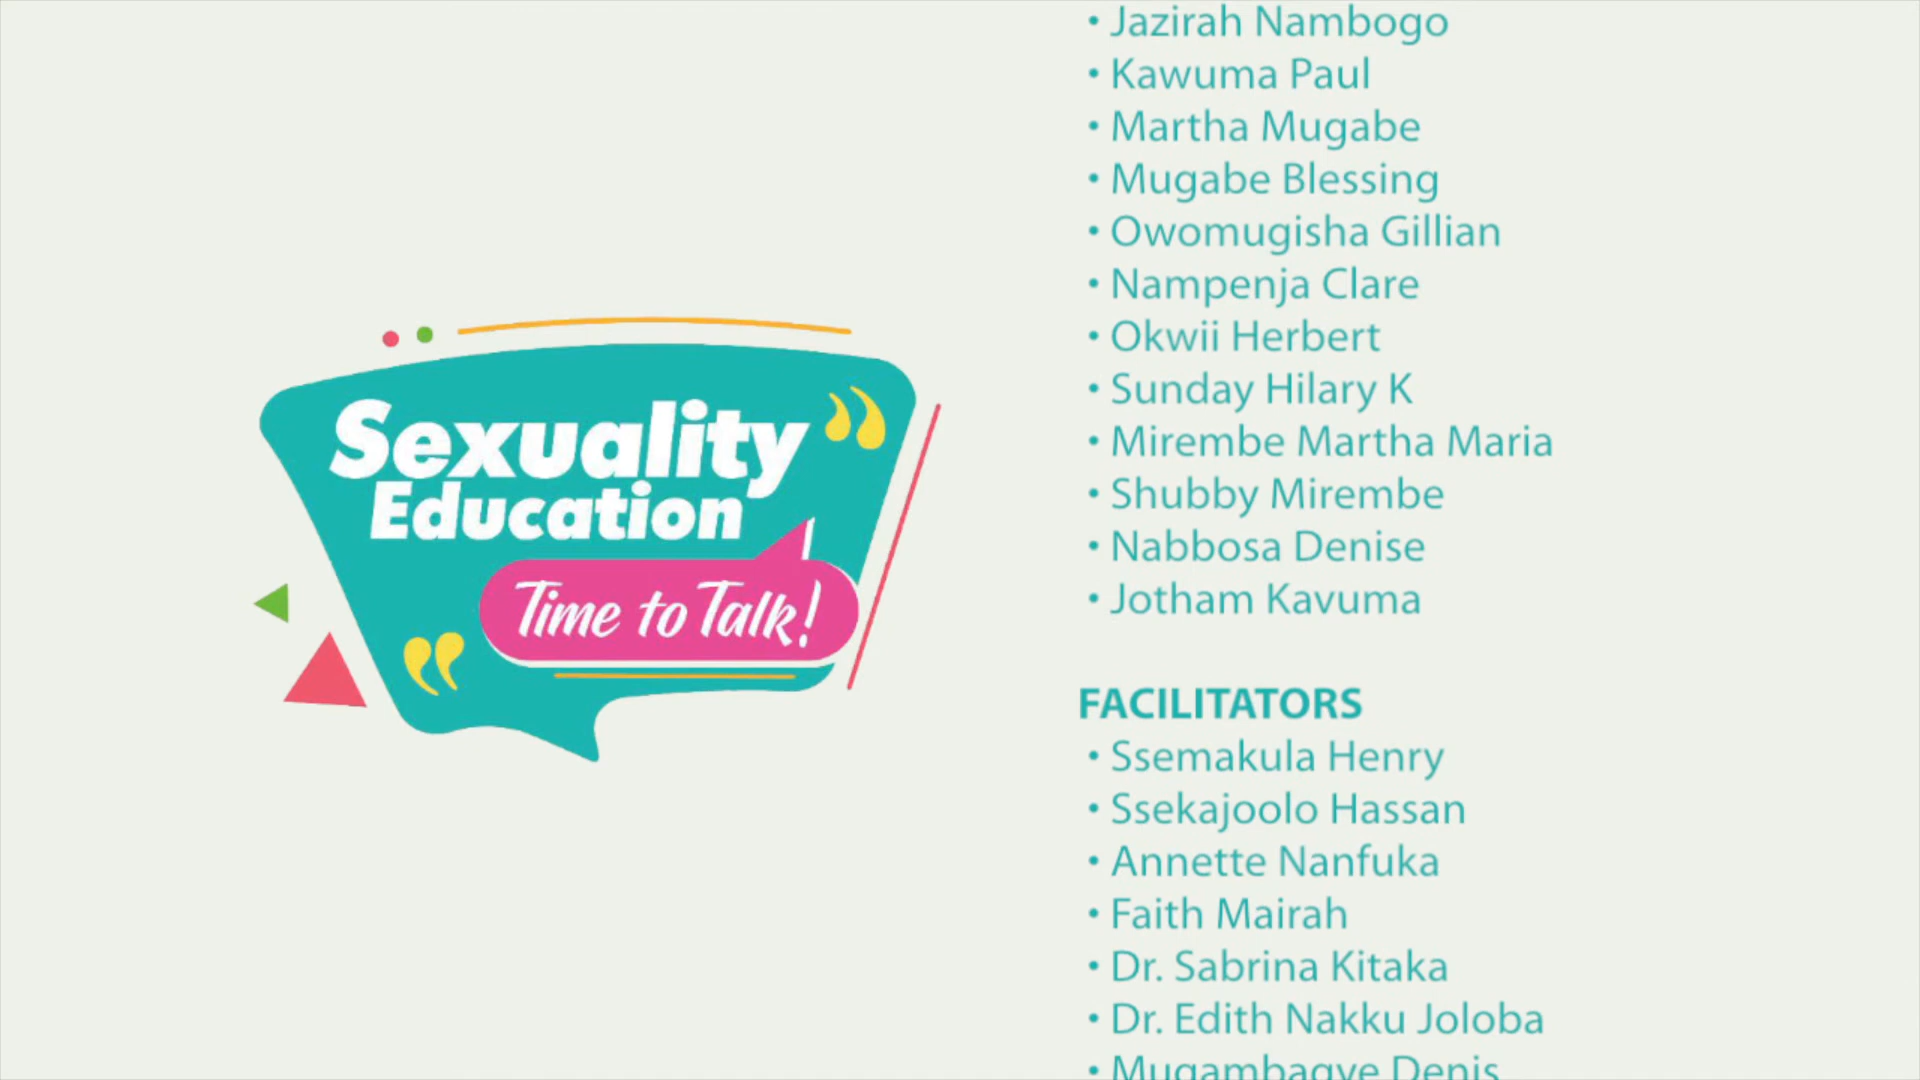 Sexuality
Education
Time to Talk!
• Jazirah Nambogo
• Kawuma Paul
• Martha Mugabe
• Mugabe Blessing
• Owomugisha Gillian
• Nampenja Clare
• Okwii Herbert
• Sunday Hilary K
• Mirembe Martha Maria
• Shubby Mirembe
• Nabbosa Denise
• Jotham Kavuma
FACILITATORS
• Ssemakula Henry
• Ssekajoolo Hassan
• Annette Nanfuka
• Faith Mairah
• Dr. Sabrina Kitaka
• Dr. Edith Nakku Joloba
• Mugambagye Denis